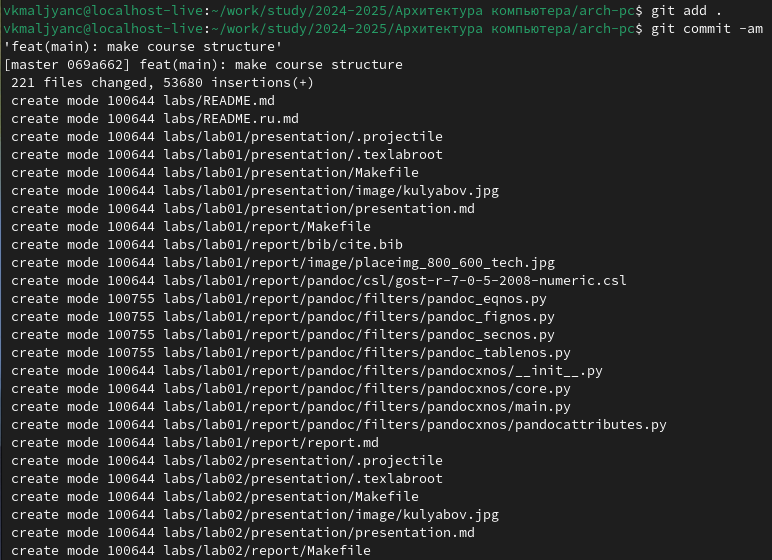 vkmaljyanc@localhost-live:~/work/study/2024-2025/Архитектура компьютера/arch-pc$ git add .
vkmaljyanc@localhost-live:~/work/study/2024-2025/Архитектура компьютера/arch-pc$ git commit -am
'feat(main): make course structure'
[master 069a662] feat(main): make course structure
 221 files changed, 53680 insertions(+)
 create mode 100644 labs/README.md
 create mode 100644 labs/README.ru.md
 create mode 100644 labs/lab01/presentation/.projectile
 create mode 100644 labs/lab01/presentation/.texlabroot
 create mode 100644 labs/lab01/presentation/Makefile
 create mode 100644 labs/lab01/presentation/image/kulyabov.jpg
 create mode 100644 labs/lab01/presentation/presentation.md
 create mode 100644 labs/lab01/report/Makefile
 create mode 100644 labs/lab01/report/bib/cite.bib
 create mode 100644 labs/lab01/report/image/placeimg_800_600_tech.jpg
 create mode 100644 labs/lab01/report/pandoc/csl/gost-r-7-0-5-2008-numeric.csl
 create mode 100755 labs/lab01/report/pandoc/filters/pandoc_eqnos.py
 create mode 100755 labs/lab01/report/pandoc/filters/pandoc_fignos.py
 create mode 100755 labs/lab01/report/pandoc/filters/pandoc_secnos.py
 create mode 100755 labs/lab01/report/pandoc/filters/pandoc_tablenos.py
 create mode 100644 labs/lab01/report/pandoc/filters/pandocxnos/__init__.py
 create mode 100644 labs/lab01/report/pandoc/filters/pandocxnos/core.py
 create mode 100644 labs/lab01/report/pandoc/filters/pandocxnos/main.py
 create mode 100644 labs/lab01/report/pandoc/filters/pandocxnos/pandocattributes.py
 create mode 100644 labs/lab01/report/report.md
 create mode 100644 labs/lab02/presentation/.projectile
 create mode 100644 labs/lab02/presentation/.texlabroot
 create mode 100644 labs/lab02/presentation/Makefile
 create mode 100644 labs/lab02/presentation/image/kulyabov.jpg
 create mode 100644 labs/lab02/presentation/presentation.md
 create mode 100644 labs/lab02/report/Makefile